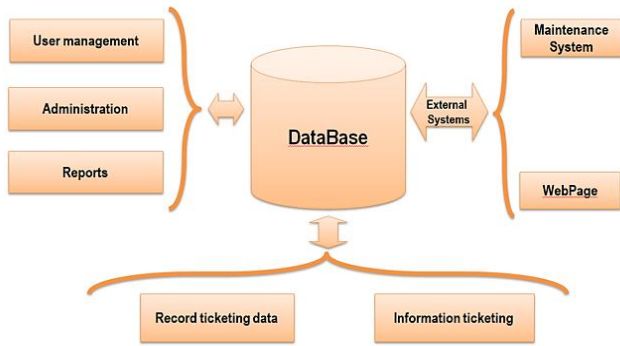 User management
Administration
Reports
DataBase
External
Systems
Maintenance
System
WebPage
Record ticketing data
Information ticketing